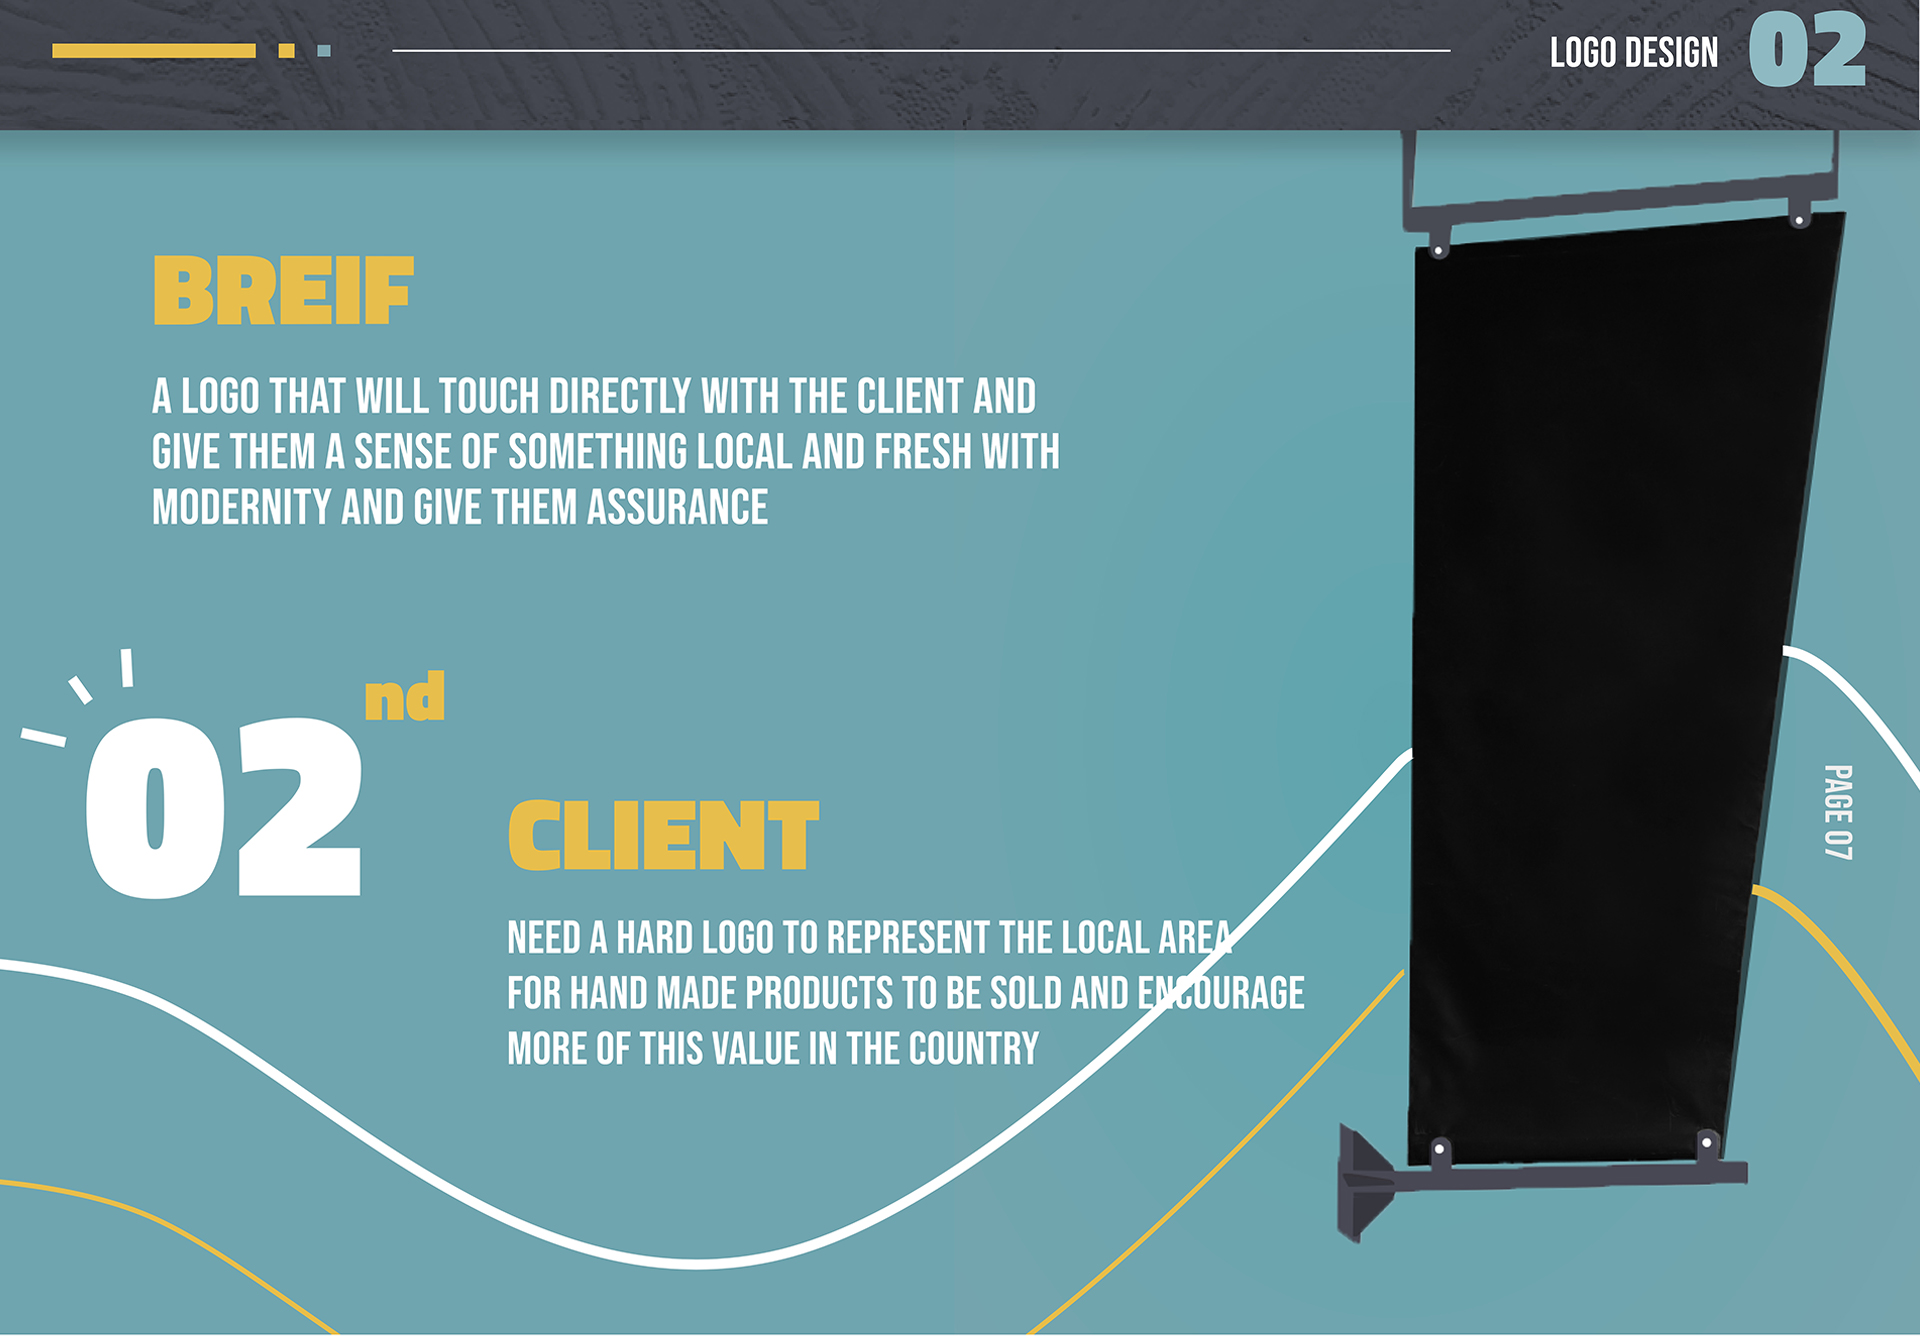 LOGO DESIGN 02
BREIF
A LOGO THAT WILL TOUCH DIRECTLY WITH THE CLIENT AND
GIVE THEM A SENSE OF SOMETHING LOCAL AND FRESH WITH
MODERNITY AND GIVE THEM ASSURANCE
02nd
CLIENT
NEED A HARD LOGO TO REPRESENT THE LOCAL AREA
FOR HAND MADE PRODUCTS TO BE SOLD AND ENCOURAGE
MORE OF THIS VALUE IN THE COUNTRY
PAGE 07